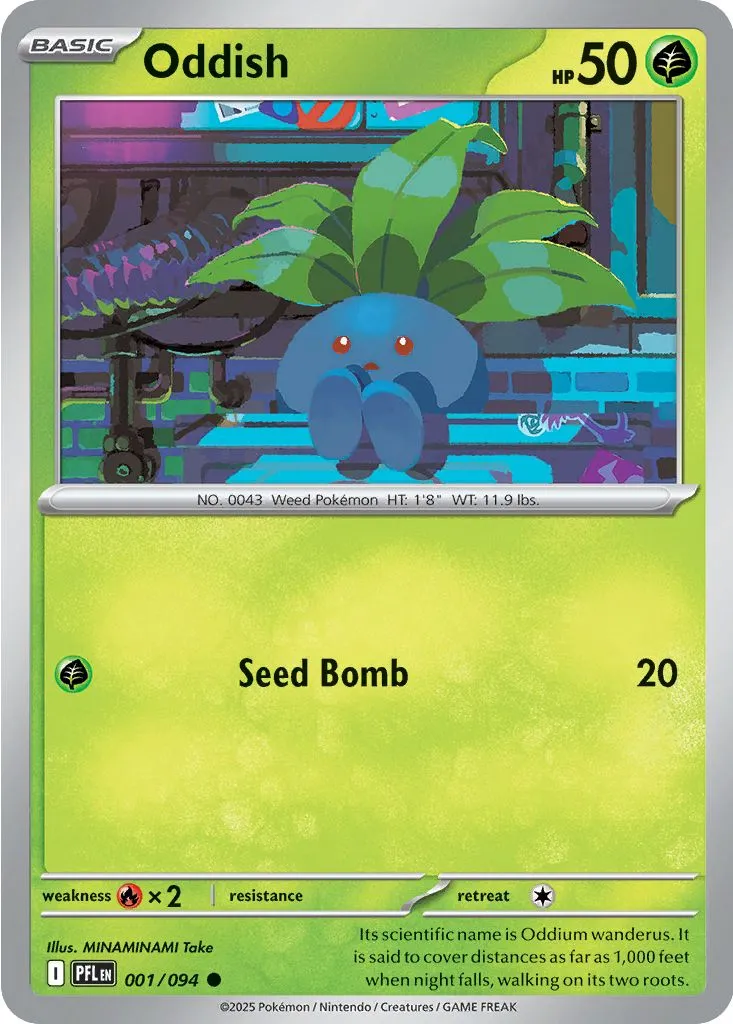 BASIC
Oddish
HP 50
NO. 0043 Weed Pokémon HT: 1'8" WT: 11.9 lbs.
Seed Bomb 20
weakness ×2 resistance retreat
Its scientific name is Oddium wanderus. It
is said to cover distances as far as 1,000 feet
when night falls, walking on its two roots.
Illus. MINAMINAMI Take
I PFL EN 001/094
©2025 Pokémon / Nintendo / Creatures / GAME FREAK